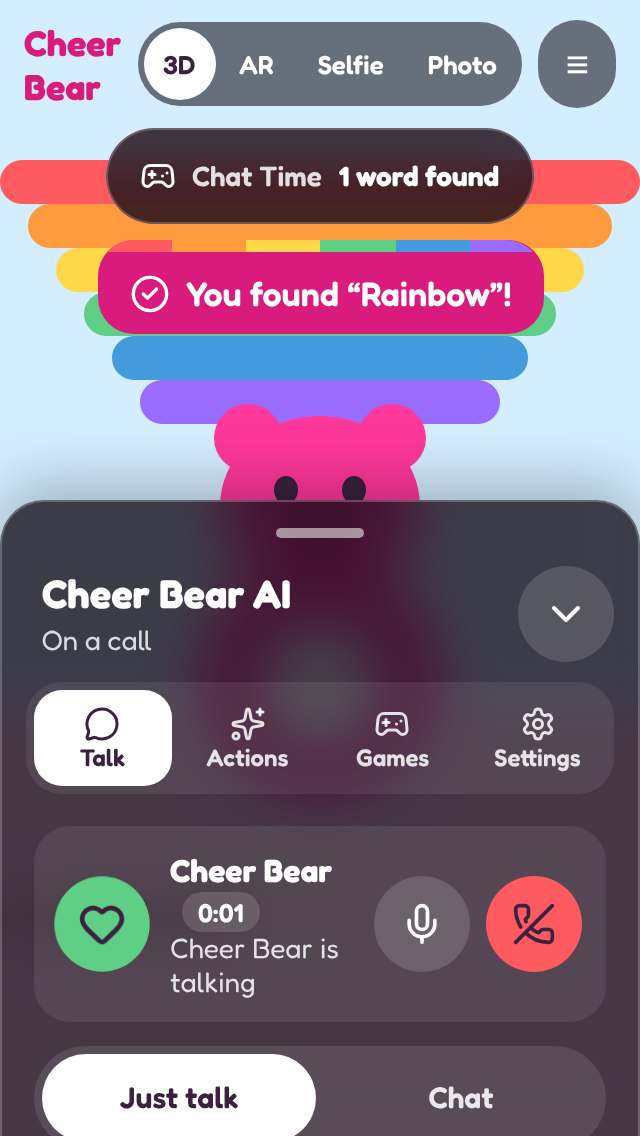 Cheer
Bear
3D AR Selfie Photo
Chat Time 1 word found
You found “Rainbow”!
Cheer Bear AI
On a call
Talk Actions Games Settings
Cheer Bear
0:01
Cheer Bear is
talking
Just talk Chat